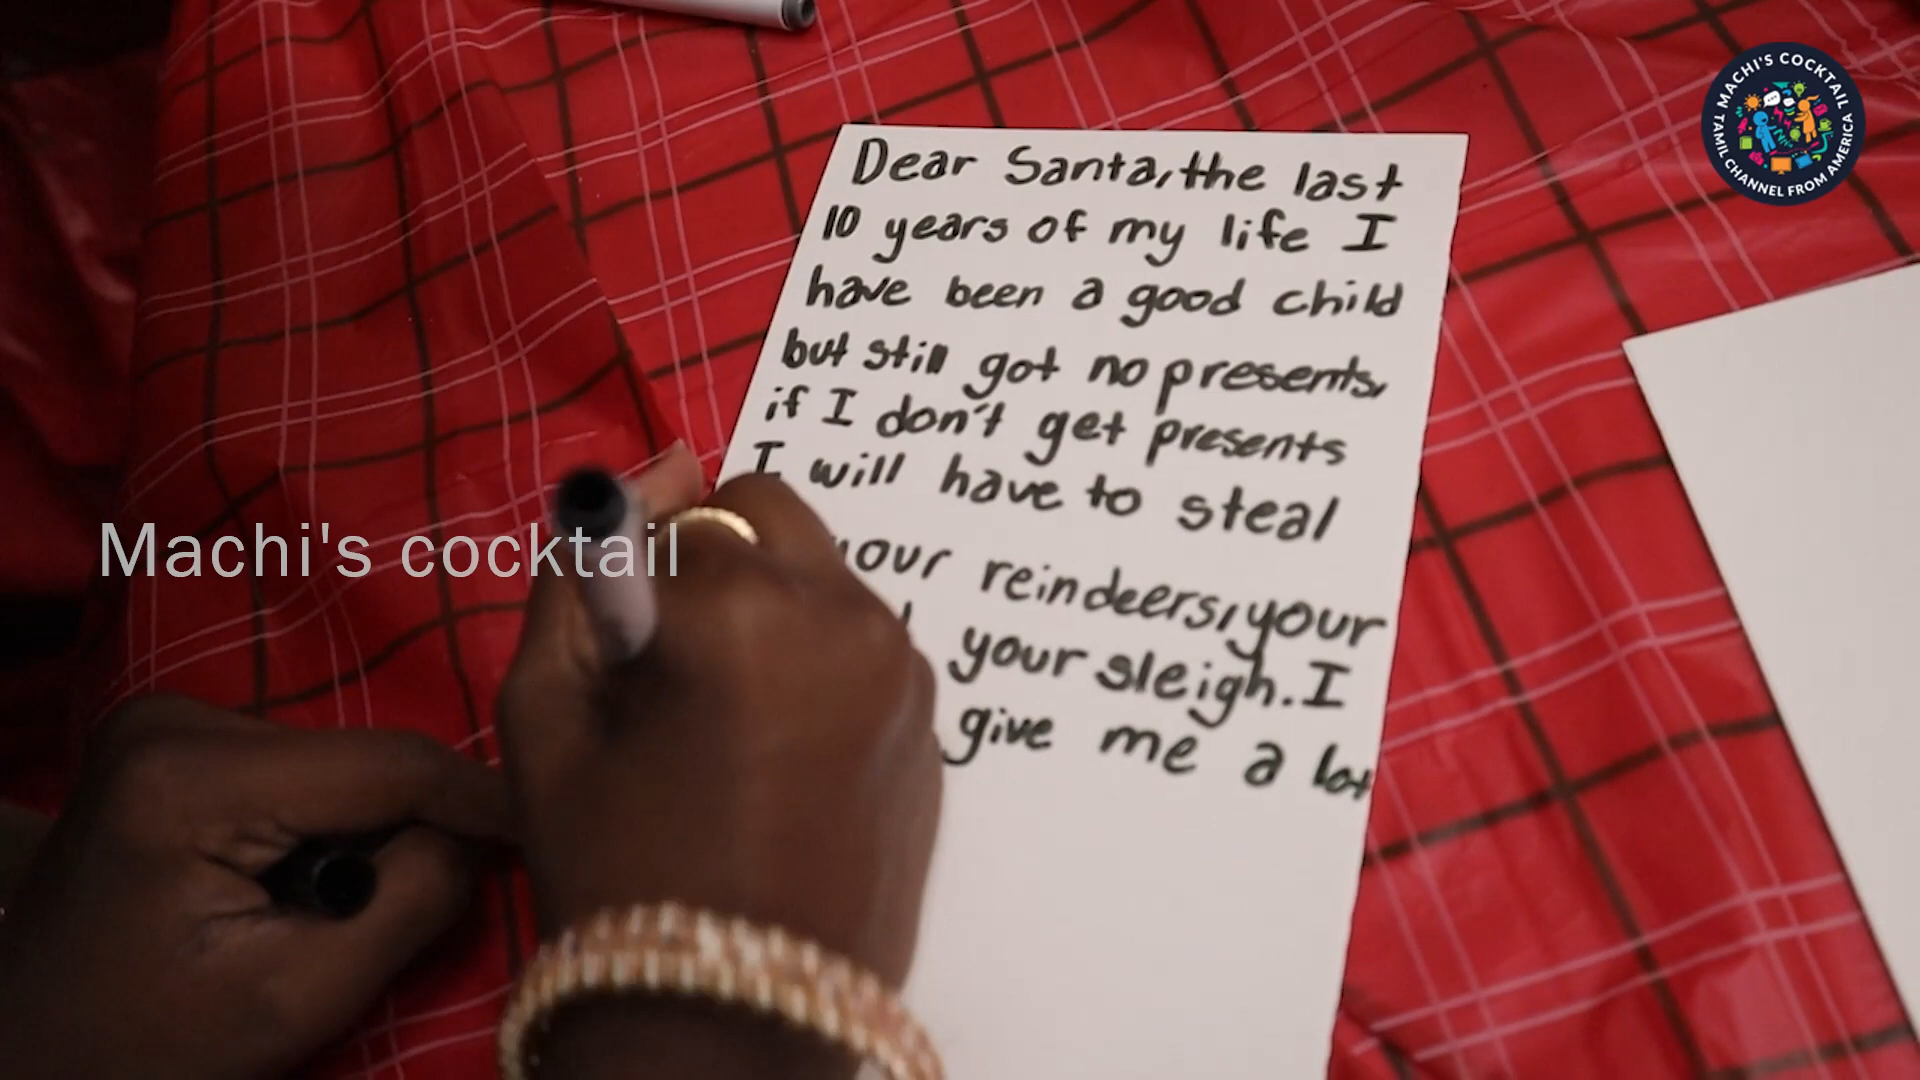 Dear Santa, the last
10 years of my life I
have been a good child
but still got no presents,
if I don't get presents
I will have to steal
reindeers, your
your sleigh. I
give me a lot
Machi's cocktail
MACHI'S COCKTAIL
TAMIL CHANNEL FROM AMERICA